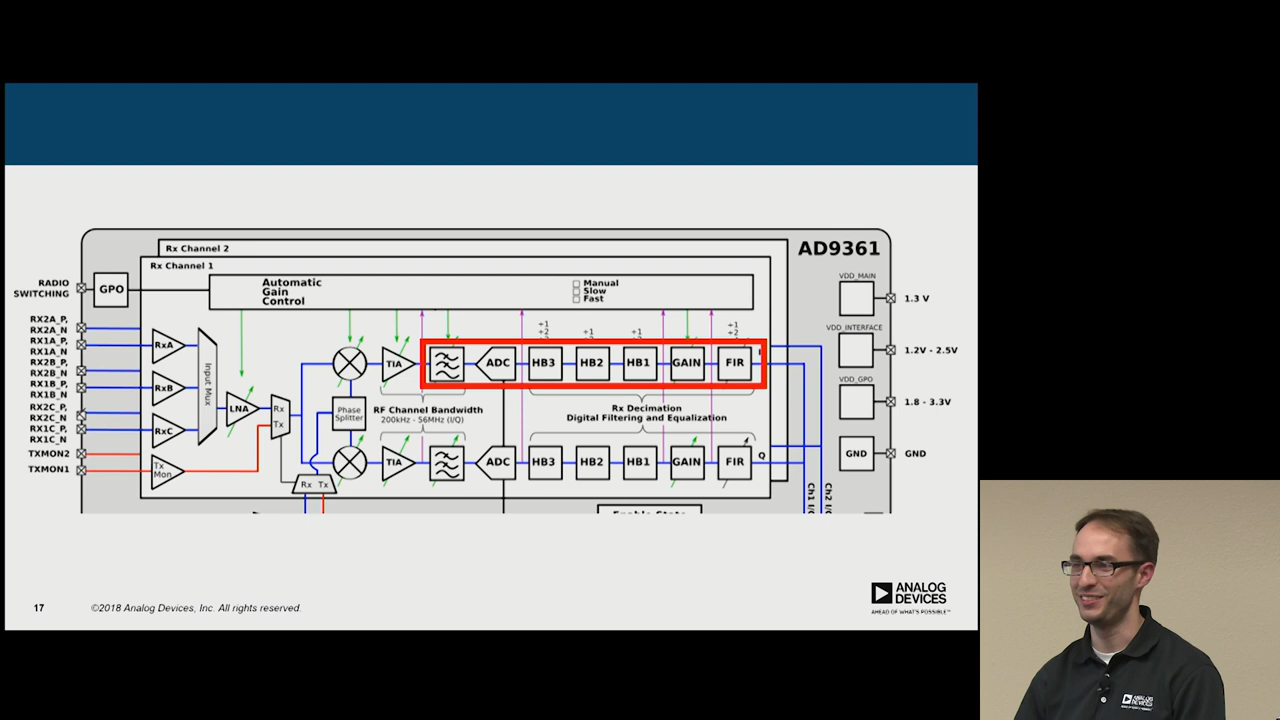 AD9361
Rx Channel 2
Rx Channel 1
RADIO
SWITCHING
GPO
Automatic
Gain
Control
Manual
Slow
Fast
VDD_MAIN
1.3 V
VDD_INTERFACE
1.2V - 2.5V
VDD_GPO
1.8 - 3.3V
GND
GND
RX2A_P,
RX2A_N
RX1A_P,
RX1A_N
RX2B_P,
RX2B_N
RX1B_P,
RX1B_N
RX2C_P,
RX2C_N
RX1C_P,
RX1C_N
TXMON2
TXMON1
RxA
RxB
RxC
Tx
Mon
Input Mux
LNA
Rx
Tx
Phase
Splitter
Rx Tx
÷1
÷2
÷1
÷1
÷1
÷2
TIA
ADC
HB3
HB2
HB1
GAIN
FIR
RF Channel Bandwidth
200kHz - 56MHz (I/Q)
Rx Decimation
Digital Filtering and Equalization
TIA
ADC
HB3
HB2
HB1
GAIN
FIR
Q
Ch1 I/
Ch2 I/
17
©2018 Analog Devices, Inc. All rights reserved.
ANALOG
DEVICES
AHEAD OF WHAT'S POSSIBLE™
ANALOG
DEVICES